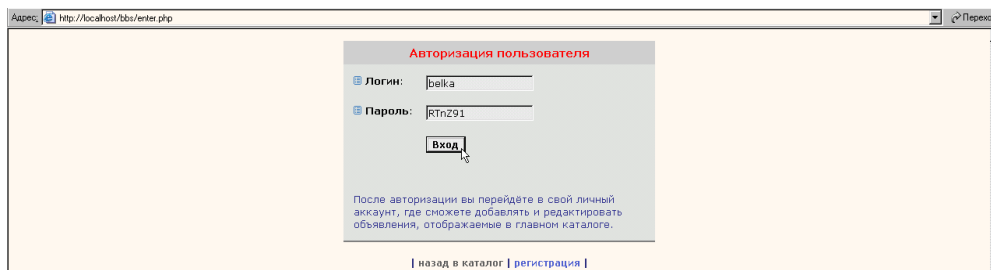 Адрес: http://localhost/bbs/enter.php Перехо
Авторизация пользователя
Логин: belka
Пароль: RTnZ91
Вход
После авторизации вы перейдёте в свой личный
аккаунт, где сможете добавлять и редактировать
объявления, отображаемые в главном каталоге.
| назад в каталог | регистрация |